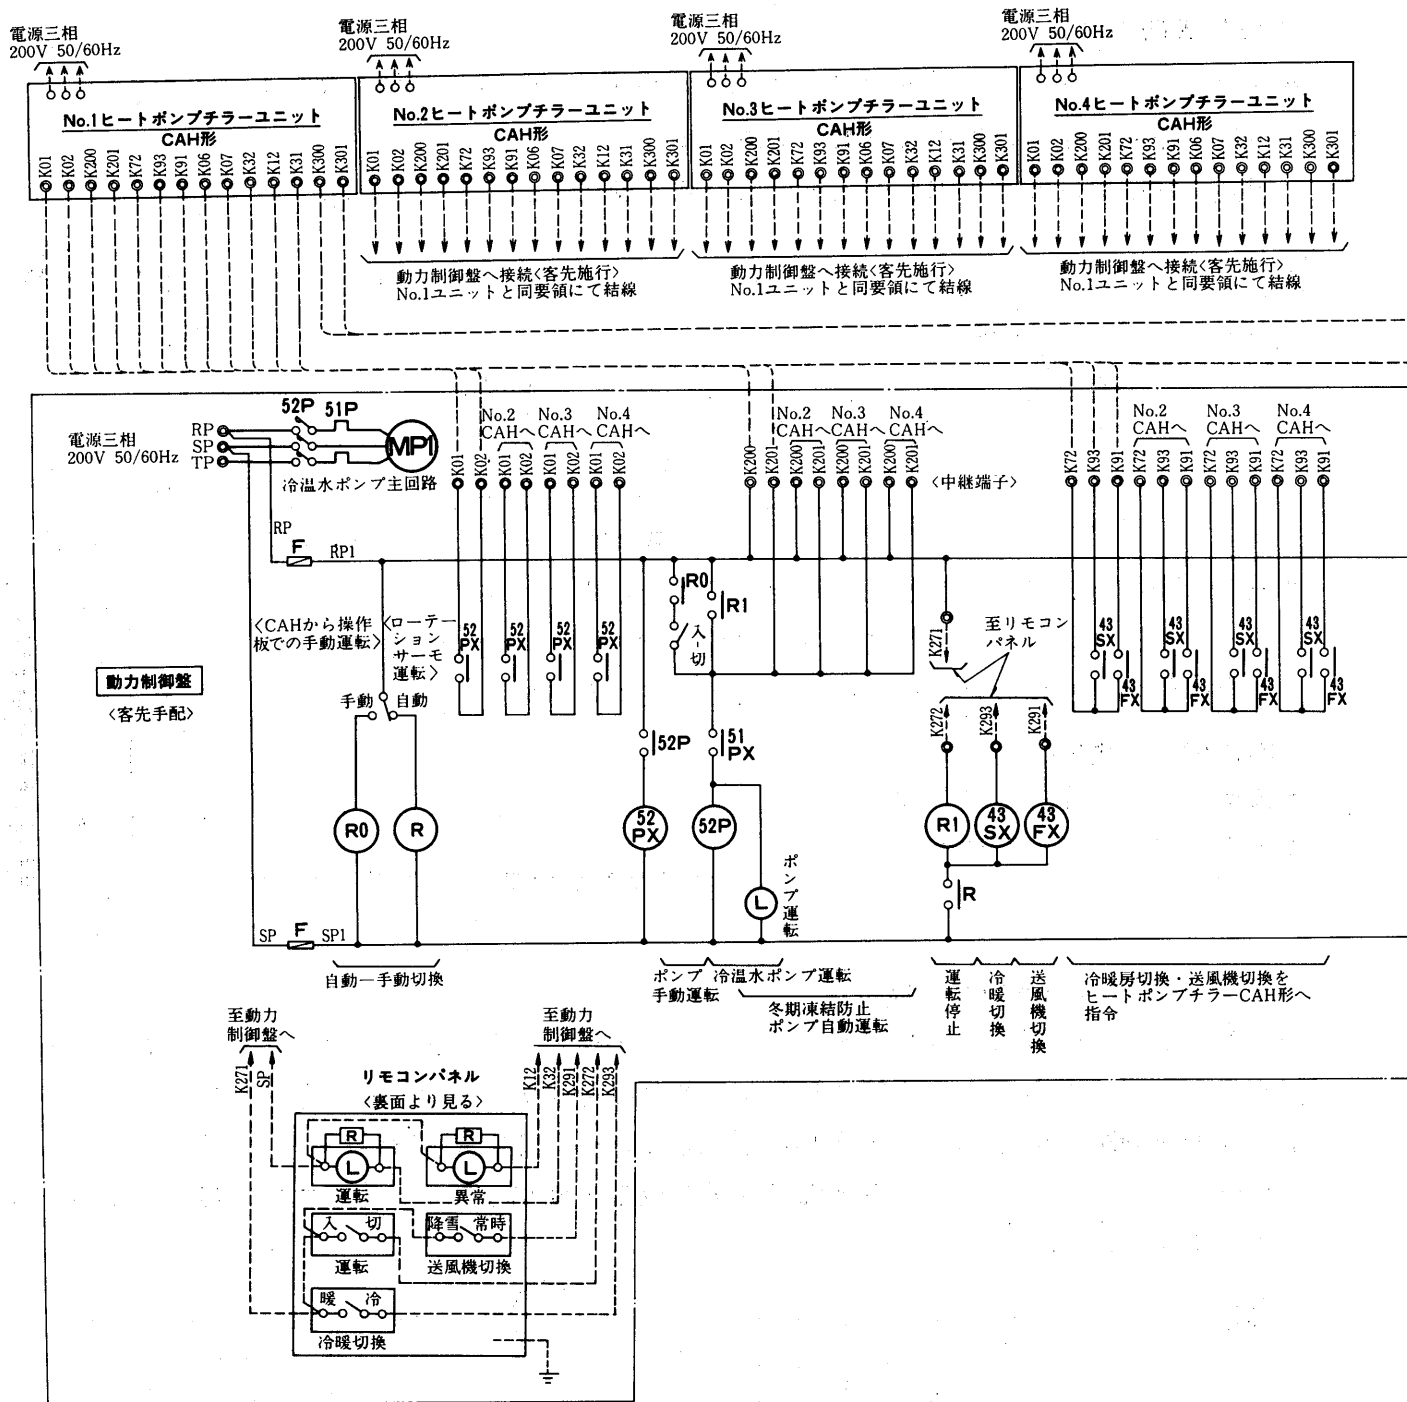 電源三相
200V 50/60Hz
電源三相
200V 50/60Hz
電源三相
200V 50/60Hz
電源三相
200V 50/60Hz
No.1ヒートポンプチラーユニット
CAH形
K01 K02 K200 K201 K72 K93 K91 K06 K07 K32 K12 K31 K300 K301
No.2ヒートポンプチラーユニット
CAH形
K01 K02 K200 K201 K72 K93 K91 K06 K07 K32 K12 K31 K300 K301
No.3ヒートポンプチラーユニット
CAH形
K01 K02 K200 K201 K72 K93 K91 K06 K07 K32 K12 K31 K300 K301
No.4ヒートポンプチラーユニット
CAH形
K01 K02 K200 K201 K72 K93 K91 K06 K07 K32 K12 K31 K300 K301
動力制御盤へ接続〈客先施行〉
No.1ユニットと同要領にて結線
動力制御盤へ接続〈客先施行〉
No.1ユニットと同要領にて結線
動力制御盤へ接続〈客先施行〉
No.1ユニットと同要領にて結線
電源三相
200V 50/60Hz
RP
SP
TP
52P 51P
MP1
冷温水ポンプ主回路
No.2
CAHへ
No.3
CAHへ
No.4
CAHへ
K01 K02 K01 K02 K01 K02 K01 K02
No.2
CAHへ
No.3
CAHへ
No.4
CAHへ
K200 K201 K200 K201 K200 K201 K200 K201
〈中継端子〉
No.2
CAHへ
No.3
CAHへ
No.4
CAHへ
K72 K93 K91 K72 K93 K91 K72 K93 K91 K72 K93 K91
RP
F
RP1
〈CAHから操作
板での手動運転〉
〈ローテー
ション
サーモ
運転〉
52
PX
52
PX
52
PX
52
PX
R0
R1
入-切
K271
至リモコン
パネル
43
SX
43
FX
43
SX
43
FX
43
SX
43
FX
43
SX
43
FX
動力制御盤
〈客先手配〉
手動 自動
52P
51
PX
K272 K293 K291
R0
R
52
PX
52P
R1
43
SX
43
FX
L
ポンプ運転
R
SP
F
SP1
自動ー手動切換
ポンプ
手動運転
冷温水ポンプ運転
冬期凍結防止
ポンプ自動運転
運転停止
冷暖切換
送風機切換
冷暖房切換・送風機切換を
ヒートポンプチラーCAH形へ
指令
至動力
制御盤へ
K271 SP
至動力
制御盤へ
K12 K32 K291 K272 K293
リモコンパネル
〈裏面より見る〉
R
L
運転
R
L
異常
入 切
運転
降雪 常時
送風機切換
暖 冷
冷暖切換